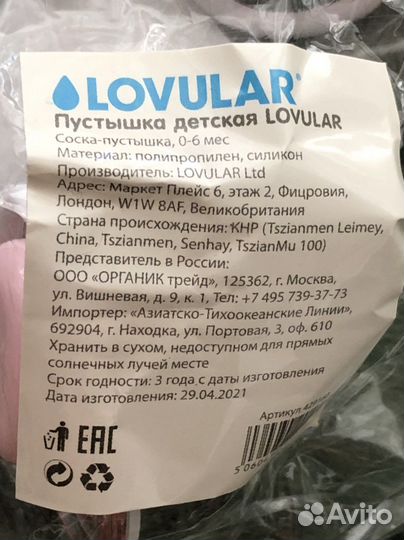 LOVULAR
Пустышка детская LOVULAR
Соска-пустышка, 0-6 мес
Материал: полипропилен, силикон
Производитель: LOVULAR Ltd
Адрес: Маркет Плейс 6, этаж 2, Фицровия,
Лондон, W1W 8AF, Великобритания
Страна происхождения: КНР (Tszianmen Leimey,
China, Tszianmen, Senhay, TszianMu 100)
Представитель в России:
ООО «ОРГАНИК трейд», 125362, г. Москва,
ул. Вишневая, д. 9, к. 1, Тел: +7 495 739-37-73
Импортер: «Азиатско-Тихоокеанские Линии»,
692904, г. Находка, ул. Портовая, 3, оф. 610
Хранить в сухом, недоступном для прямых
солнечных лучей месте
Срок годности: 3 года с даты изготовления
Дата изготовления: 29.04.2021
Артикул
EAC
Avito